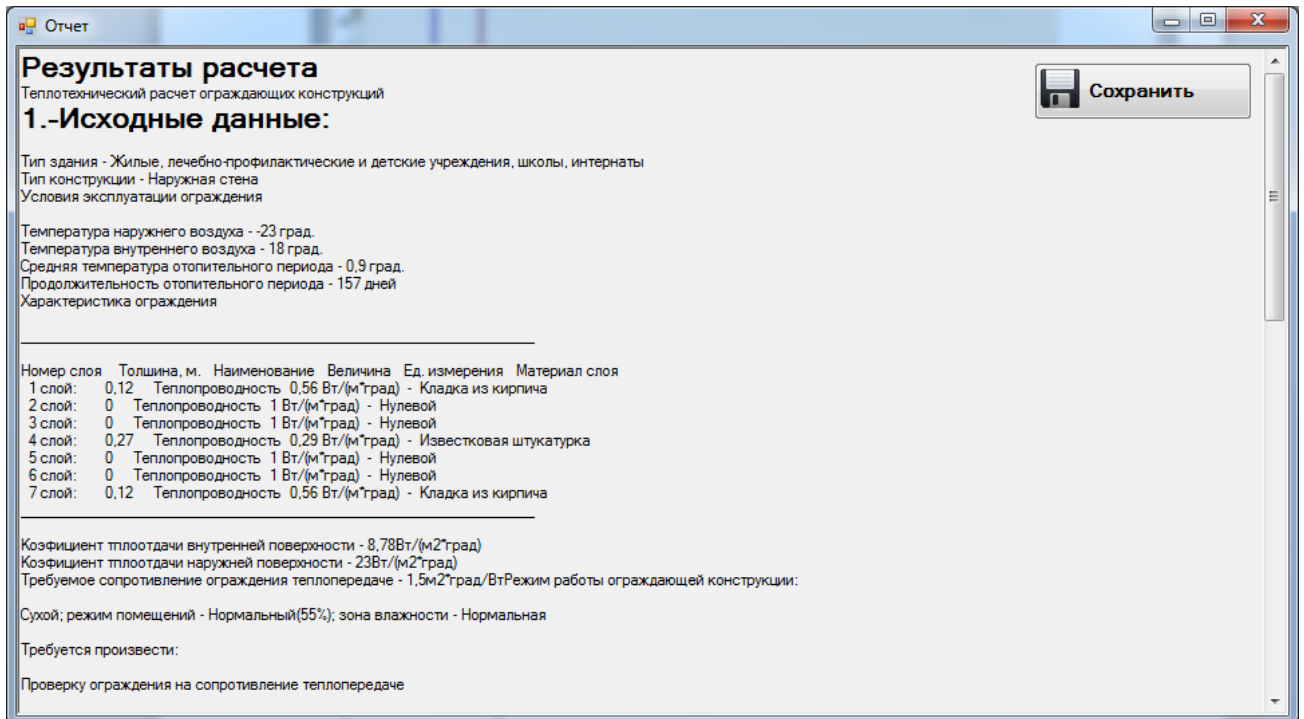 Отчет
Результаты расчета
Сохранить
Теплотехнический расчет ограждающих конструкций
1.-Исходные данные:
Тип здания - Жилые, лечебно-профилактические и детские учреждения, школы, интернаты
Тип конструкции - Наружная стена
Условия эксплуатации ограждения
Температура наружнего воздуха - -23 град.
Температура внутреннего воздуха - 18 град.
Средняя температура отопительного периода - 0,9 град.
Продолжительность отопительного периода - 157 дней
Характеристика ограждения
Номер слоя Толшина, м. Наименование Величина Ед. измерения Материал слоя
1 слой: 0,12 Теплопроводность 0,56 Вт/(м*град) - Кладка из кирпича
2 слой: 0 Теплопроводность 1 Вт/(м*град) - Нулевой
3 слой: 0 Теплопроводность 1 Вт/(м*град) - Нулевой
4 слой: 0,27 Теплопроводность 0,29 Вт/(м*град) - Известковая штукатурка
5 слой: 0 Теплопроводность 1 Вт/(м*град) - Нулевой
6 слой: 0 Теплопроводность 1 Вт/(м*град) - Нулевой
7 слой: 0,12 Теплопроводность 0,56 Вт/(м*град) - Кладка из кирпича
Коэфициент тплоотдачи внутренней поверхности - 8,78Вт/(м2*град)
Коэфициент тплоотдачи наружней поверхности - 23Вт/(м2*град)
Требуемое сопротивление ограждения теплопередаче - 1,5м2*град/ВтРежим работы ограждающей конструкции:
Сухой; режим помещений - Нормальный(55%); зона влажности - Нормальная
Требуется произвести:
Проверку ограждения на сопротивление теплопередаче